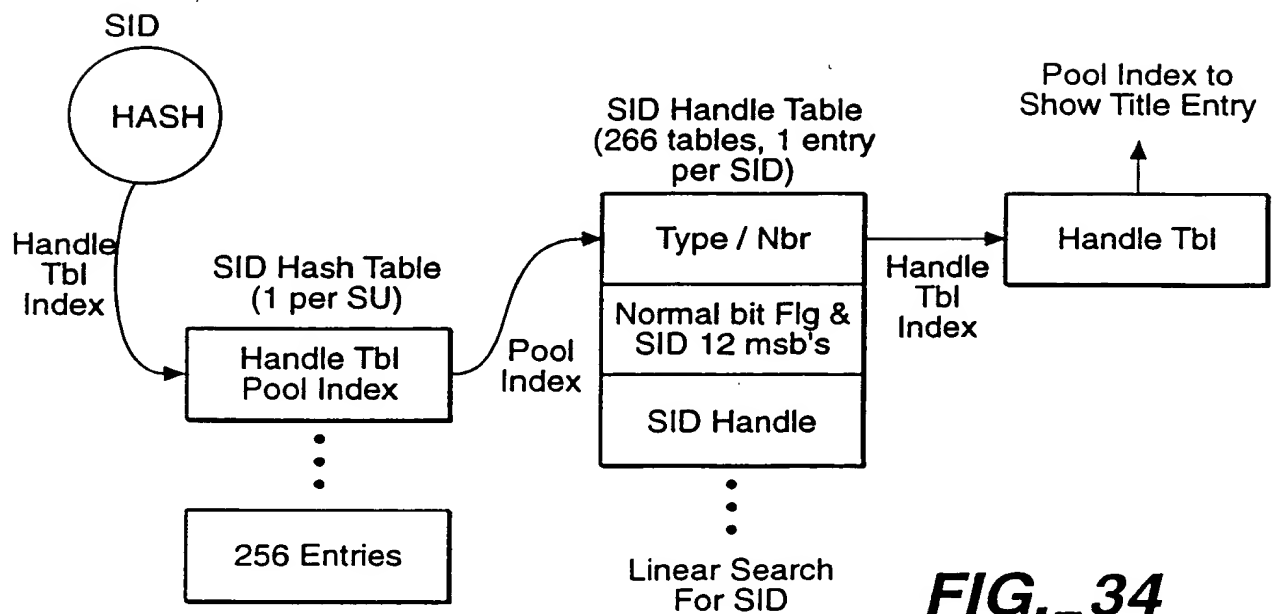 SID
HASH
Handle
Tbl
Index
SID Hash Table
(1 per SU)
Handle Tbl
Pool Index
256 Entries
Pool
Index
SID Handle Table
(266 tables, 1 entry
per SID)
Type / Nbr
Normal bit Flg &
SID 12 msb's
SID Handle
Linear Search
For SID
Handle
Tbl
Index
Pool Index to
Show Title Entry
Handle Tbl
FIG._34